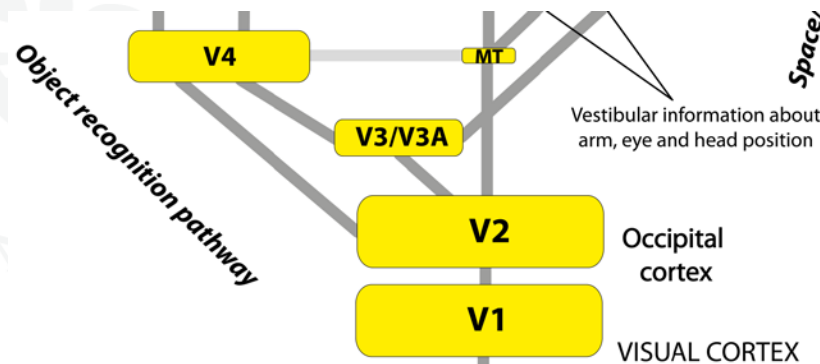 V4
MT
Space/
Object recognition pathway
V3/V3A
Vestibular information about
arm, eye and head position
V2
Occipital
cortex
V1
VISUAL CORTEX